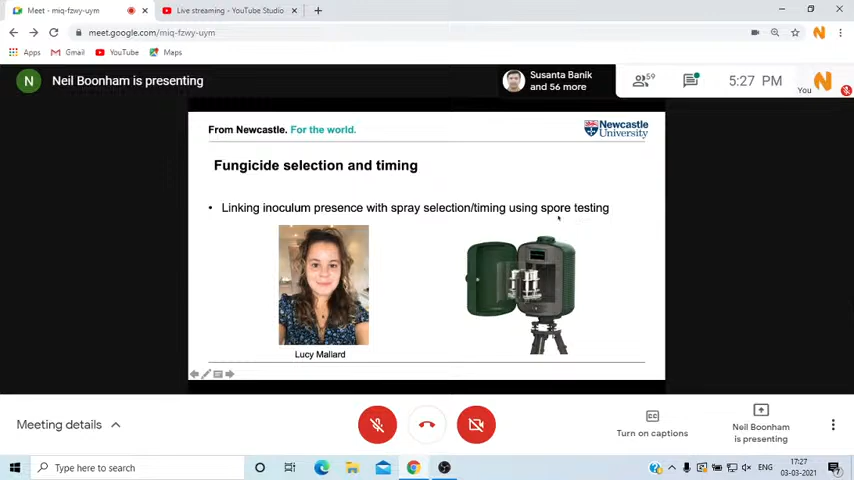 Meet - miq-fzwy-uym
Live streaming - YouTube Studio
meet.google.com/miq-fzwy-uym
Apps
Gmail
YouTube
Maps
N
Neil Boonham is presenting
Susanta Banik
and 56 more
59
5:27 PM
You
From Newcastle. For the world.
Newcastle
University
Fungicide selection and timing
• Linking inoculum presence with spray selection/timing using spore testing
Lucy Mallard
Meeting details
Turn on captions
Neil Boonham
is presenting
Type here to search
ENG
17:27
03-03-2021